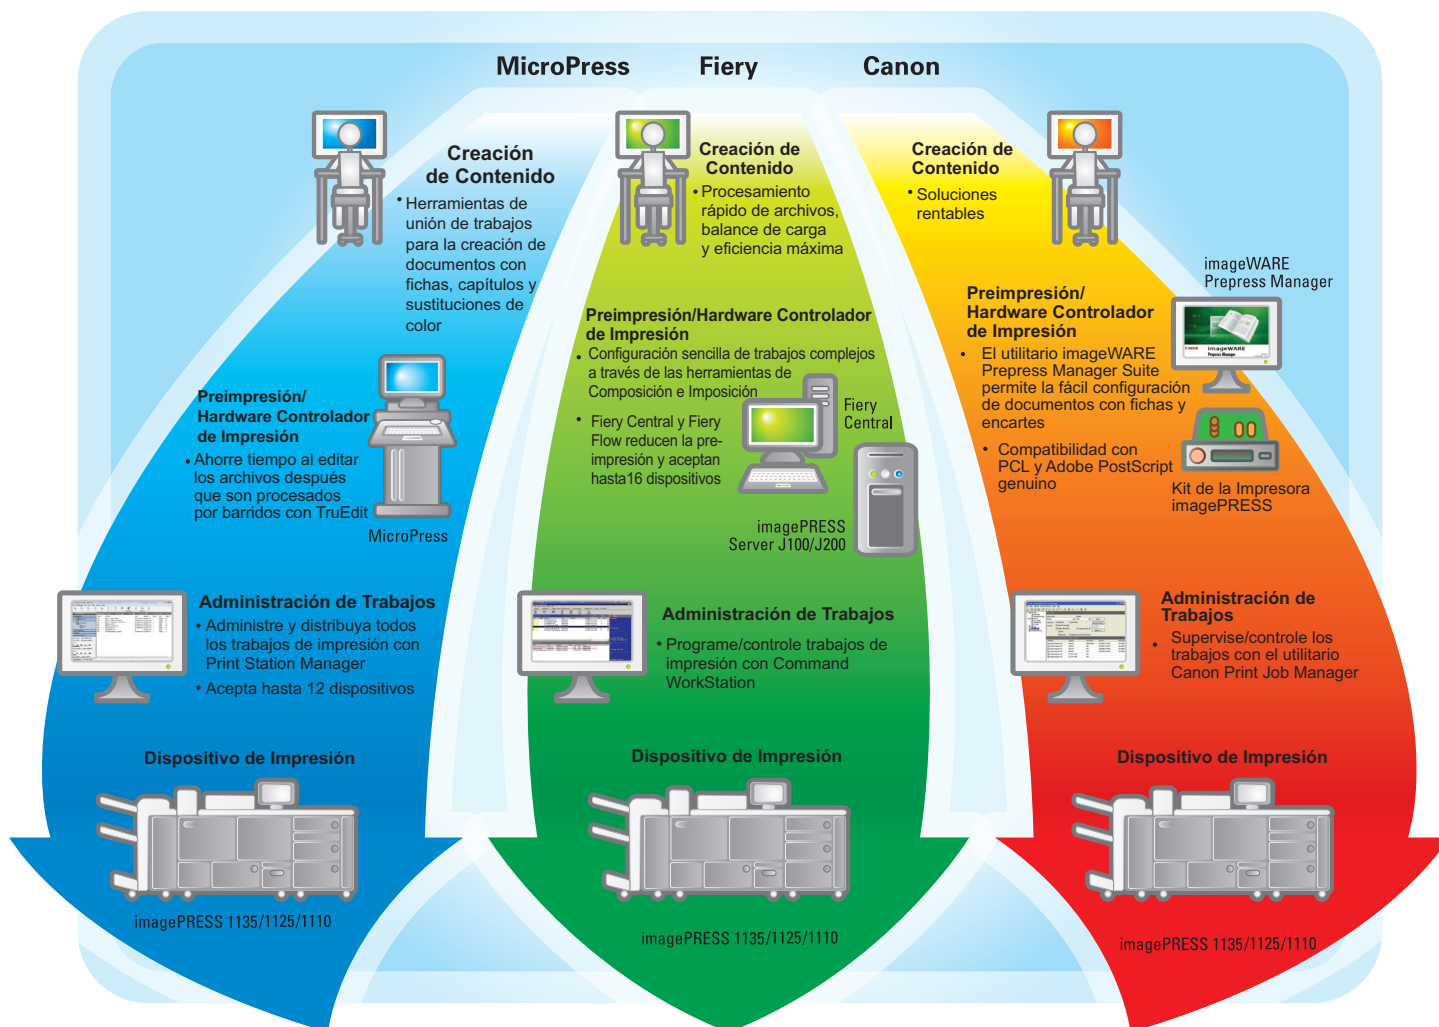 MicroPress
Fiery
Canon
Creación
de Contenido
• Herramientas de
unión de trabajos
para la creación de
documentos con
fichas, capítulos y
sustituciones de
color
Preimpresión/
Hardware Controlador
de Impresión
• Ahorre tiempo al editar
los archivos después
que son procesados
por barridos con TruEdit
MicroPress
Administración de Trabajos
• Administre y distribuya todos
los trabajos de impresión con
Print Station Manager
• Acepta hasta 12 dispositivos
Dispositivo de Impresión
imagePRESS 1135/1125/1110
Creación de
Contenido
• Procesamiento
rápido de archivos,
balance de carga
y eficiencia máxima
Preimpresión/Hardware Controlador
de Impresión
• Configuración sencilla de trabajos complejos
a través de las herramientas de
Composición e Imposición
• Fiery Central y Fiery
Flow reducen la pre-
impresión y aceptan
hasta16 dispositivos
Fiery
Central
imagePRESS
Server J100/J200
Administración de Trabajos
• Programe/controle trabajos de
impresión con Command
WorkStation
Dispositivo de Impresión
imagePRESS 1135/1125/1110
Creación de
Contenido
• Soluciones
rentables
imageWARE
Prepress Manager
Canon imageWARE
Prepress Manager
Preimpresión/
Hardware Controlador
de Impresión
• El utilitario imageWARE
Prepress Manager Suite
permite la fácil configuración
de documentos con fichas y
encartes
• Compatibilidad con
PCL y Adobe PostScript
genuino
Kit de la Impresora
imagePRESS
Administración de
Trabajos
• Supervise/controle los
trabajos con el utilitario
Canon Print Job Manager
Dispositivo de Impresión
imagePRESS 1135/1125/1110